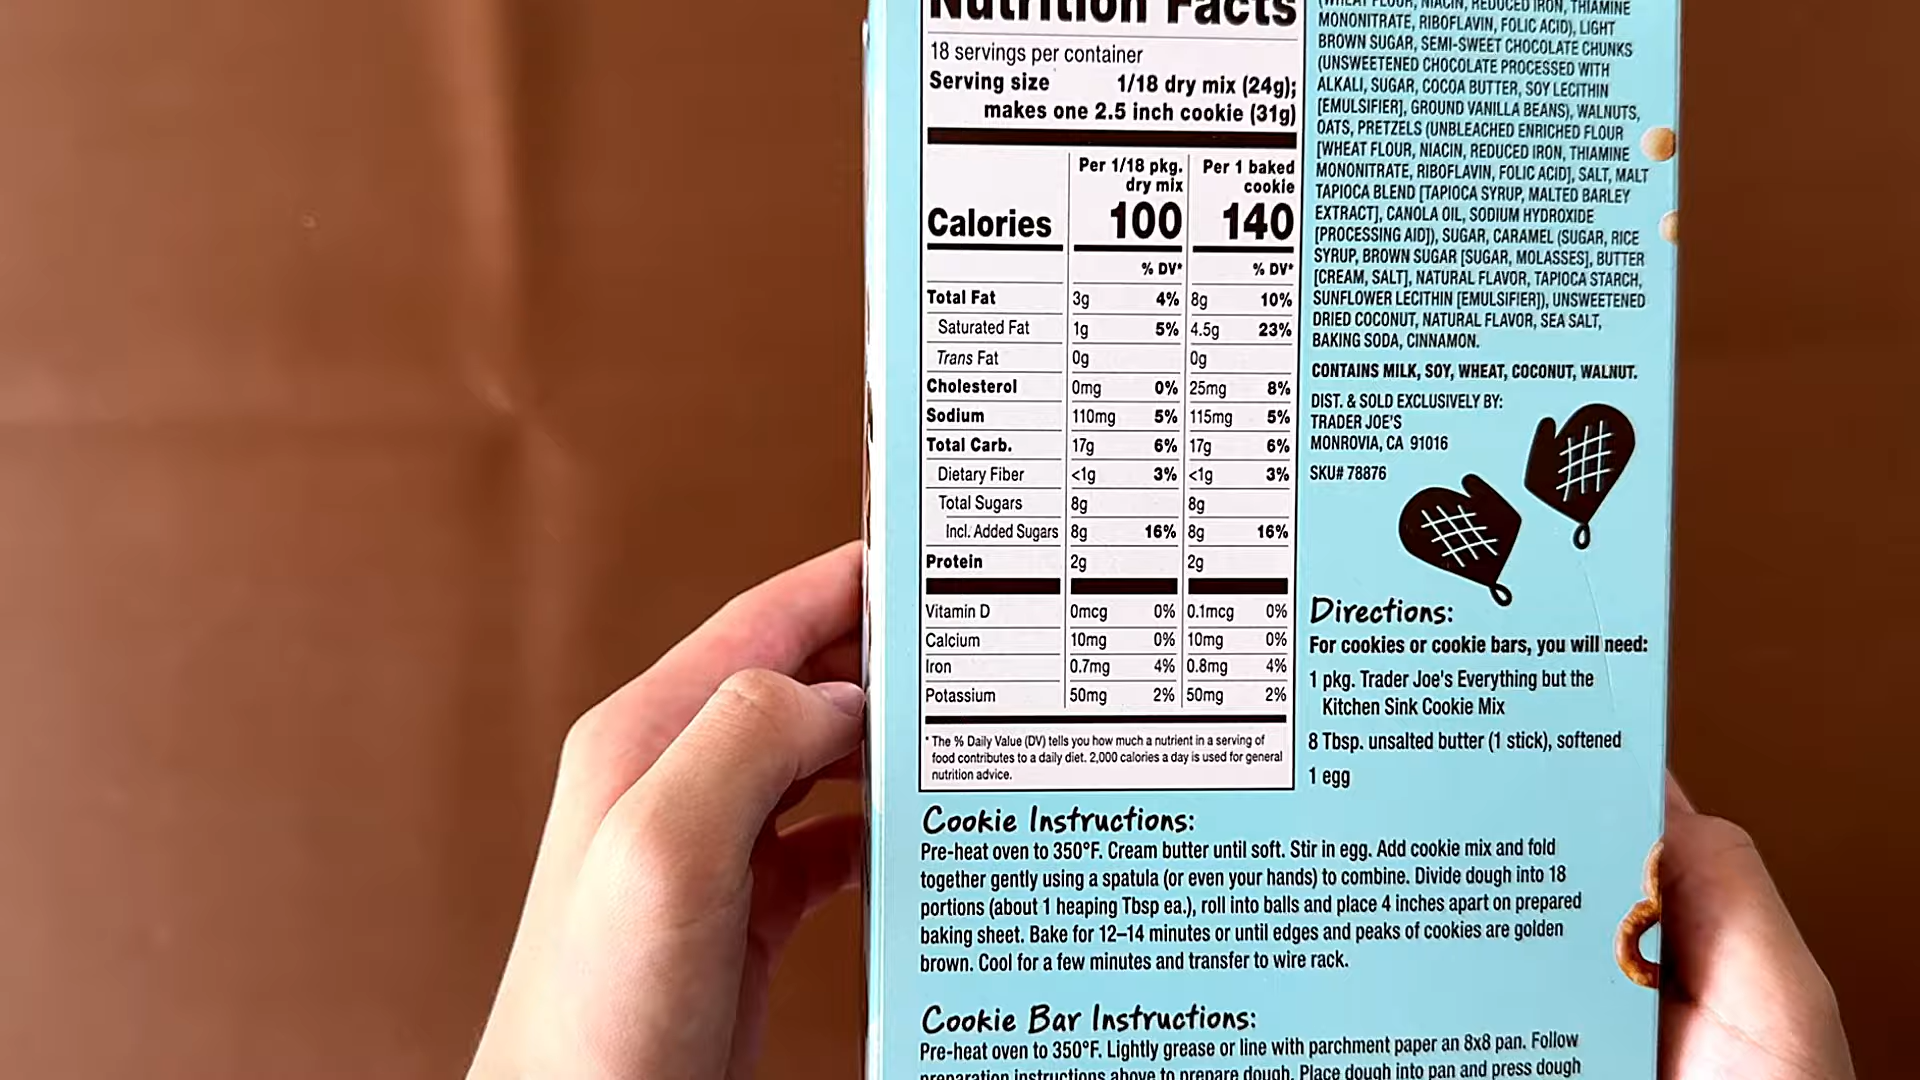 Nutrition Facts
18 servings per container
Serving size 1/18 dry mix (24g);
makes one 2.5 inch cookie (31g)
Per 1/18 pkg. dry mix Per 1 baked cookie
Calories 100 140
% DV* % DV*
Total Fat 3g 4% 8g 10%
Saturated Fat 1g 5% 4.5g 23%
Trans Fat 0g 0g
Cholesterol 0mg 0% 25mg 8%
Sodium 110mg 5% 115mg 5%
Total Carb. 17g 6% 17g 6%
Dietary Fiber <1g 3% <1g 3%
Total Sugars 8g 8g
Incl. Added Sugars 8g 16% 8g 16%
Protein 2g 2g
Vitamin D 0mcg 0% 0.1mcg 0%
Calcium 10mg 0% 10mg 0%
Iron 0.7mg 4% 0.8mg 4%
Potassium 50mg 2% 50mg 2%
* The % Daily Value (DV) tells you how much a nutrient in a serving of
food contributes to a daily diet. 2,000 calories a day is used for general
nutrition advice.
(WHEAT FLOUR, NIACIN, REDUCED IRON, THIAMINE
MONONITRATE, RIBOFLAVIN, FOLIC ACID), LIGHT
BROWN SUGAR, SEMI-SWEET CHOCOLATE CHUNKS
(UNSWEETENED CHOCOLATE PROCESSED WITH
ALKALI, SUGAR, COCOA BUTTER, SOY LECITHIN
[EMULSIFIER], GROUND VANILLA BEANS), WALNUTS,
OATS, PRETZELS (UNBLEACHED ENRICHED FLOUR
[WHEAT FLOUR, NIACIN, REDUCED IRON, THIAMINE
MONONITRATE, RIBOFLAVIN, FOLIC ACID], SALT, MALT
TAPIOCA BLEND [TAPIOCA SYRUP, MALTED BARLEY
EXTRACT], CANOLA OIL, SODIUM HYDROXIDE
[PROCESSING AID]), SUGAR, CARAMEL (SUGAR, RICE
SYRUP, BROWN SUGAR [SUGAR, MOLASSES], BUTTER
[CREAM, SALT], NATURAL FLAVOR, TAPIOCA STARCH,
SUNFLOWER LECITHIN [EMULSIFIER]), UNSWEETENED
DRIED COCONUT, NATURAL FLAVOR, SEA SALT,
BAKING SODA, CINNAMON.
CONTAINS MILK, SOY, WHEAT, COCONUT, WALNUT.
DIST. & SOLD EXCLUSIVELY BY:
TRADER JOE'S
MONROVIA, CA 91016
SKU# 78876
Directions:
For cookies or cookie bars, you will need:
1 pkg. Trader Joe's Everything but the
Kitchen Sink Cookie Mix
8 Tbsp. unsalted butter (1 stick), softened
1 egg
Cookie Instructions:
Pre-heat oven to 350°F. Cream butter until soft. Stir in egg. Add cookie mix and fold
together gently using a spatula (or even your hands) to combine. Divide dough into 18
portions (about 1 heaping Tbsp ea.), roll into balls and place 4 inches apart on prepared
baking sheet. Bake for 12–14 minutes or until edges and peaks of cookies are golden
brown. Cool for a few minutes and transfer to wire rack.
Cookie Bar Instructions:
Pre-heat oven to 350°F. Lightly grease or line with parchment paper an 8x8 pan. Follow
preparation instructions above to prepare dough. Place dough into pan and press dough